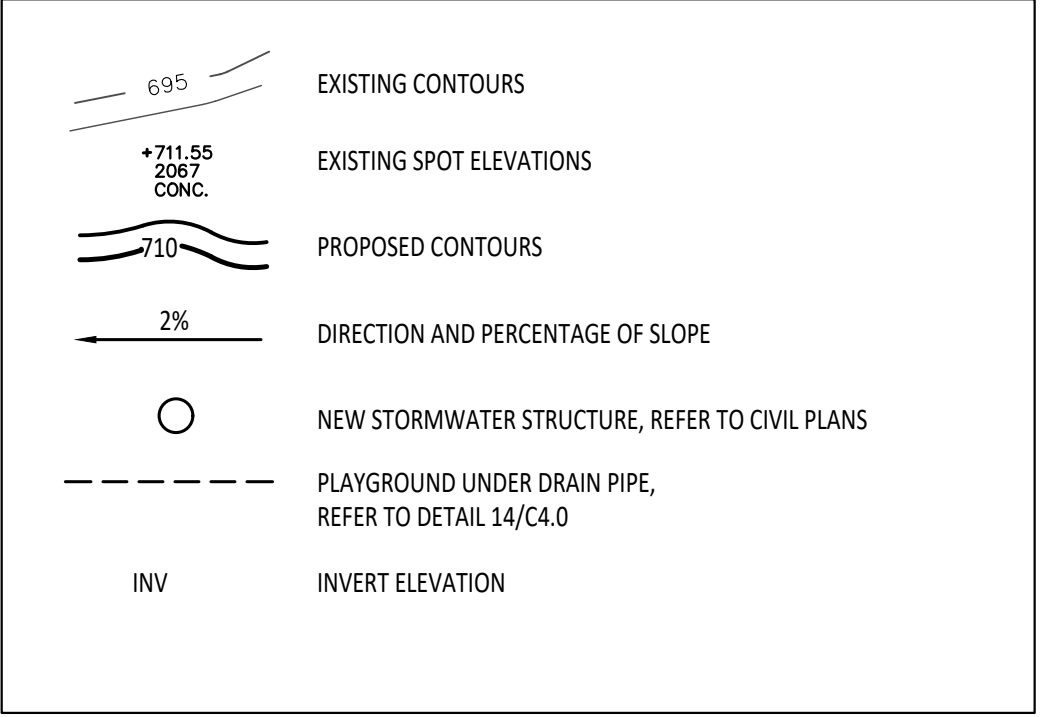 695
EXISTING CONTOURS
+711.55
2067
CONC.
EXISTING SPOT ELEVATIONS
710
PROPOSED CONTOURS
2%
DIRECTION AND PERCENTAGE OF SLOPE
NEW STORMWATER STRUCTURE, REFER TO CIVIL PLANS
PLAYGROUND UNDER DRAIN PIPE,
REFER TO DETAIL 14/C4.0
INV
INVERT ELEVATION